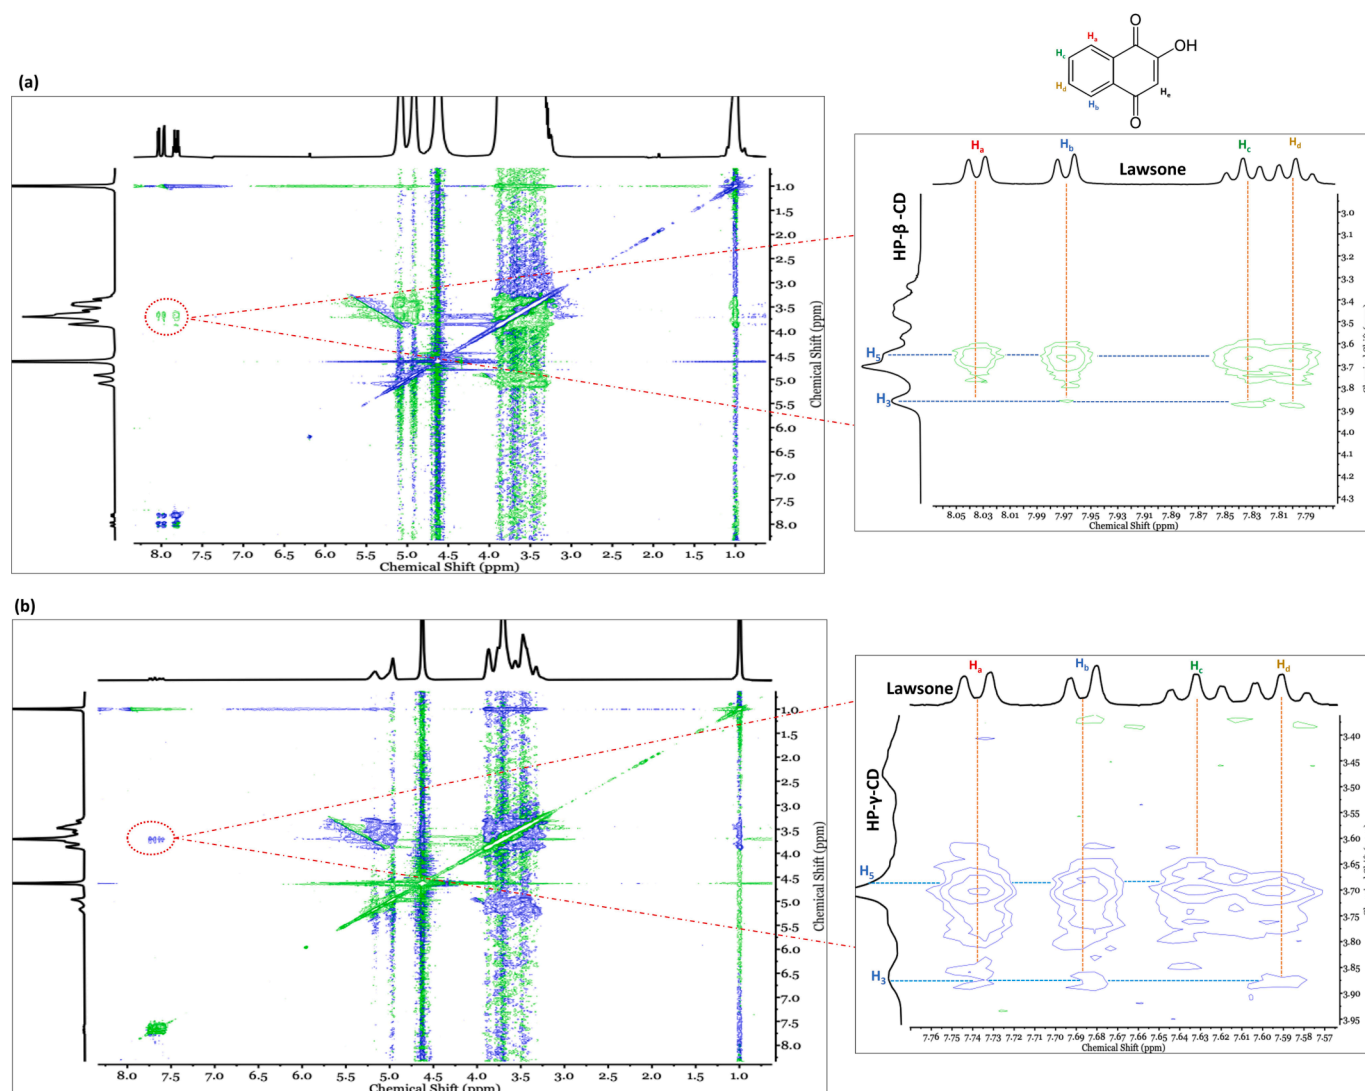 O
OH
O
Ha
Hc
Hd
Hb
He
(a)
1.0
1.5
2.0
2.5
3.0
3.5
4.0
4.5
5.0
5.5
6.0
6.5
7.0
7.5
8.0
Chemical Shift (ppm)
8.0 7.5 7.0 6.5 6.0 5.5 5.0 4.5 4.0 3.5 3.0 2.5 2.0 1.5 1.0
Chemical Shift (ppm)
Ha Hb Hc Hd
Lawsone
HP-β -CD
H5
H3
3.0
3.1
3.2
3.3
3.4
3.5
3.6
3.7
3.8
3.9
4.0
4.1
4.2
4.3
8.05 8.03 8.01 7.99 7.97 7.95 7.93 7.91 7.89 7.87 7.85 7.83 7.81 7.79
Chemical Shift (ppm)
(b)
1.0
1.5
2.0
2.5
3.0
3.5
4.0
4.5
5.0
5.5
6.0
6.5
7.0
7.5
8.0
Chemical Shift (ppm)
8.0 7.5 7.0 6.5 6.0 5.5 5.0 4.5 4.0 3.5 3.0 2.5 2.0 1.5 1.0
Chemical Shift (ppm)
Ha Hb Hc Hd
Lawsone
HP-γ-CD
H5
H3
3.40
3.45
3.50
3.55
3.60
3.65
3.70
3.75
3.80
3.85
3.90
3.95
7.76 7.75 7.74 7.73 7.72 7.71 7.70 7.69 7.68 7.67 7.66 7.65 7.64 7.63 7.62 7.61 7.60 7.59 7.58 7.57
Chemical Shift (ppm)